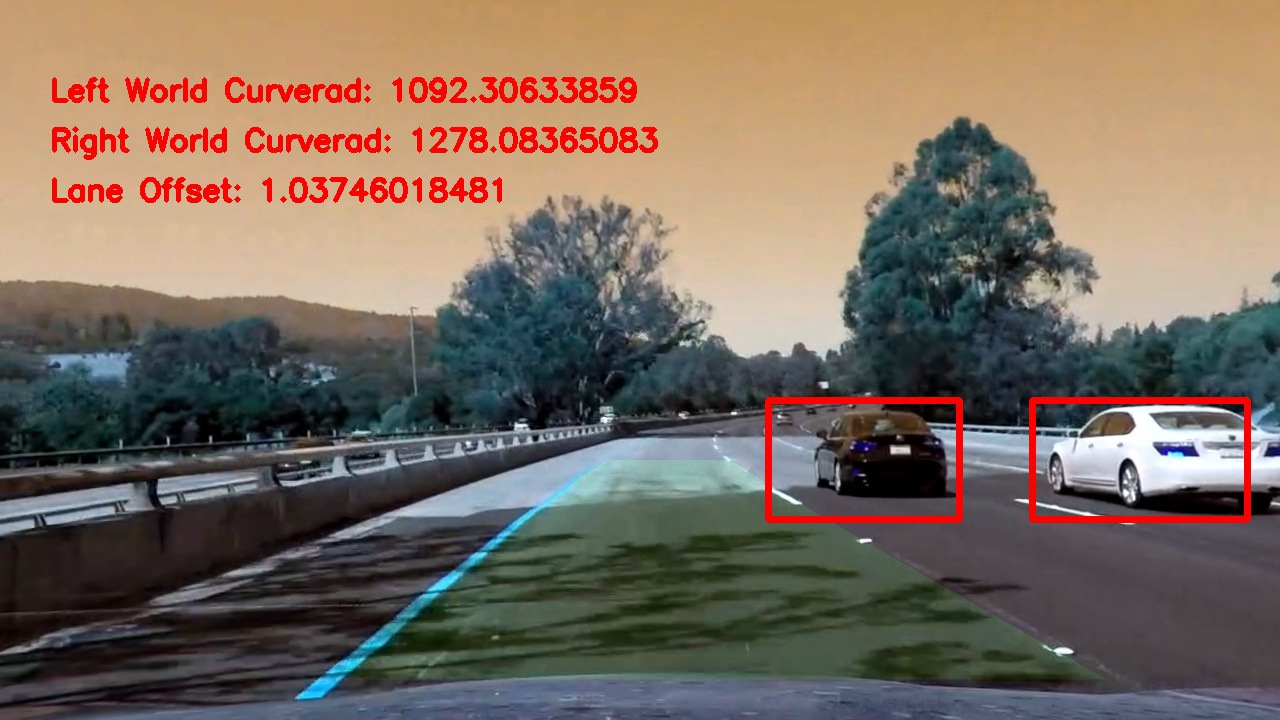 Left World Curverad: 1092.30633859
Right World Curverad: 1278.08365083
Lane Offset: 1.03746018481